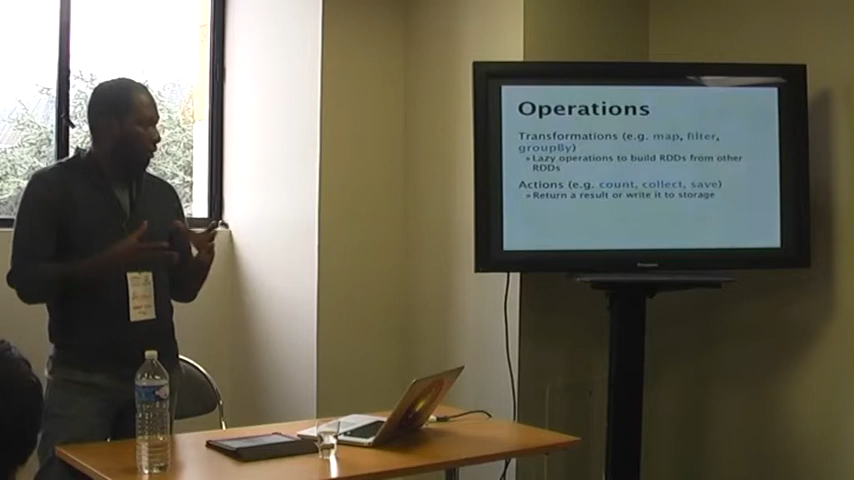 Operations
Transformations (e.g. map, filter,
groupBy)
» Lazy operations to build RDDs from other
RDDs
Actions (e.g. count, collect, save)
» Return a result or write it to storage
Panasonic